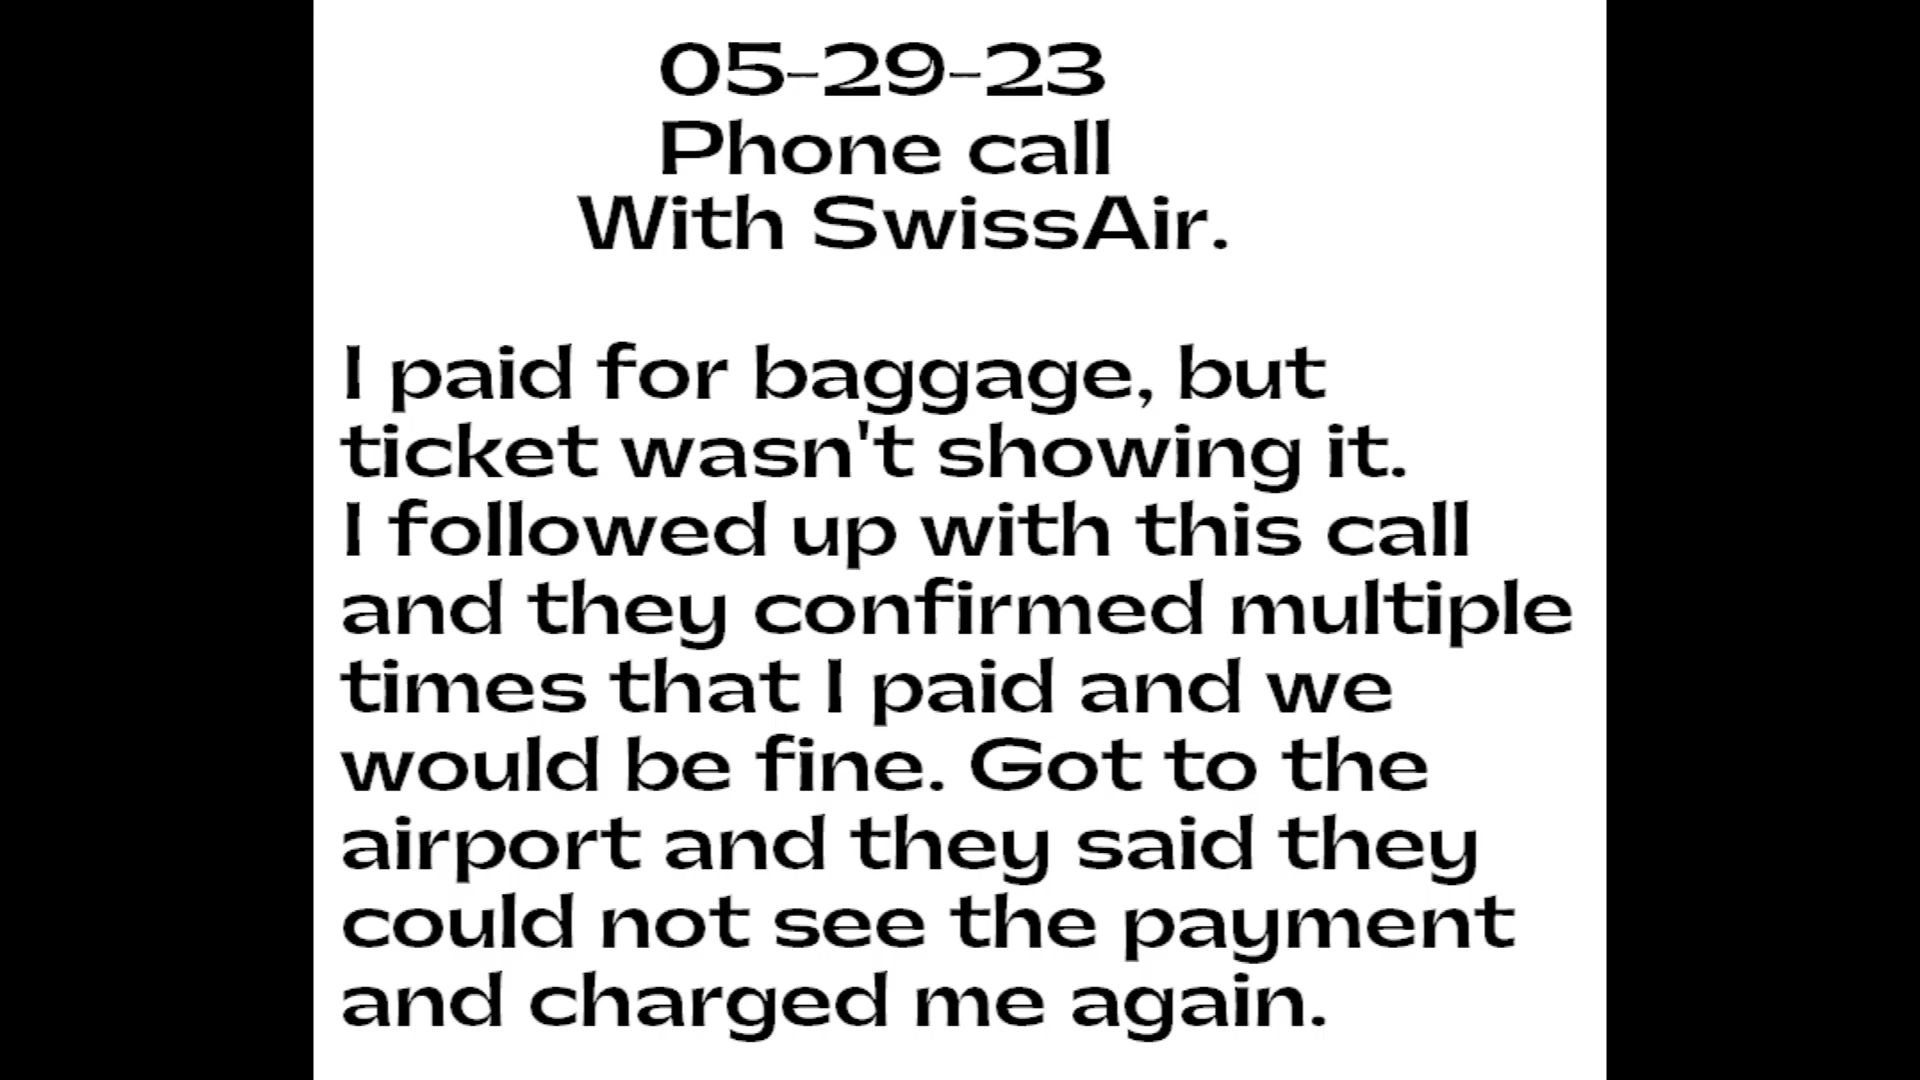 05-29-23
Phone call
With SwissAir.
I paid for baggage, but
ticket wasn't showing it.
I followed up with this call
and they confirmed multiple
times that I paid and we
would be fine. Got to the
airport and they said they
could not see the payment
and charged me again.